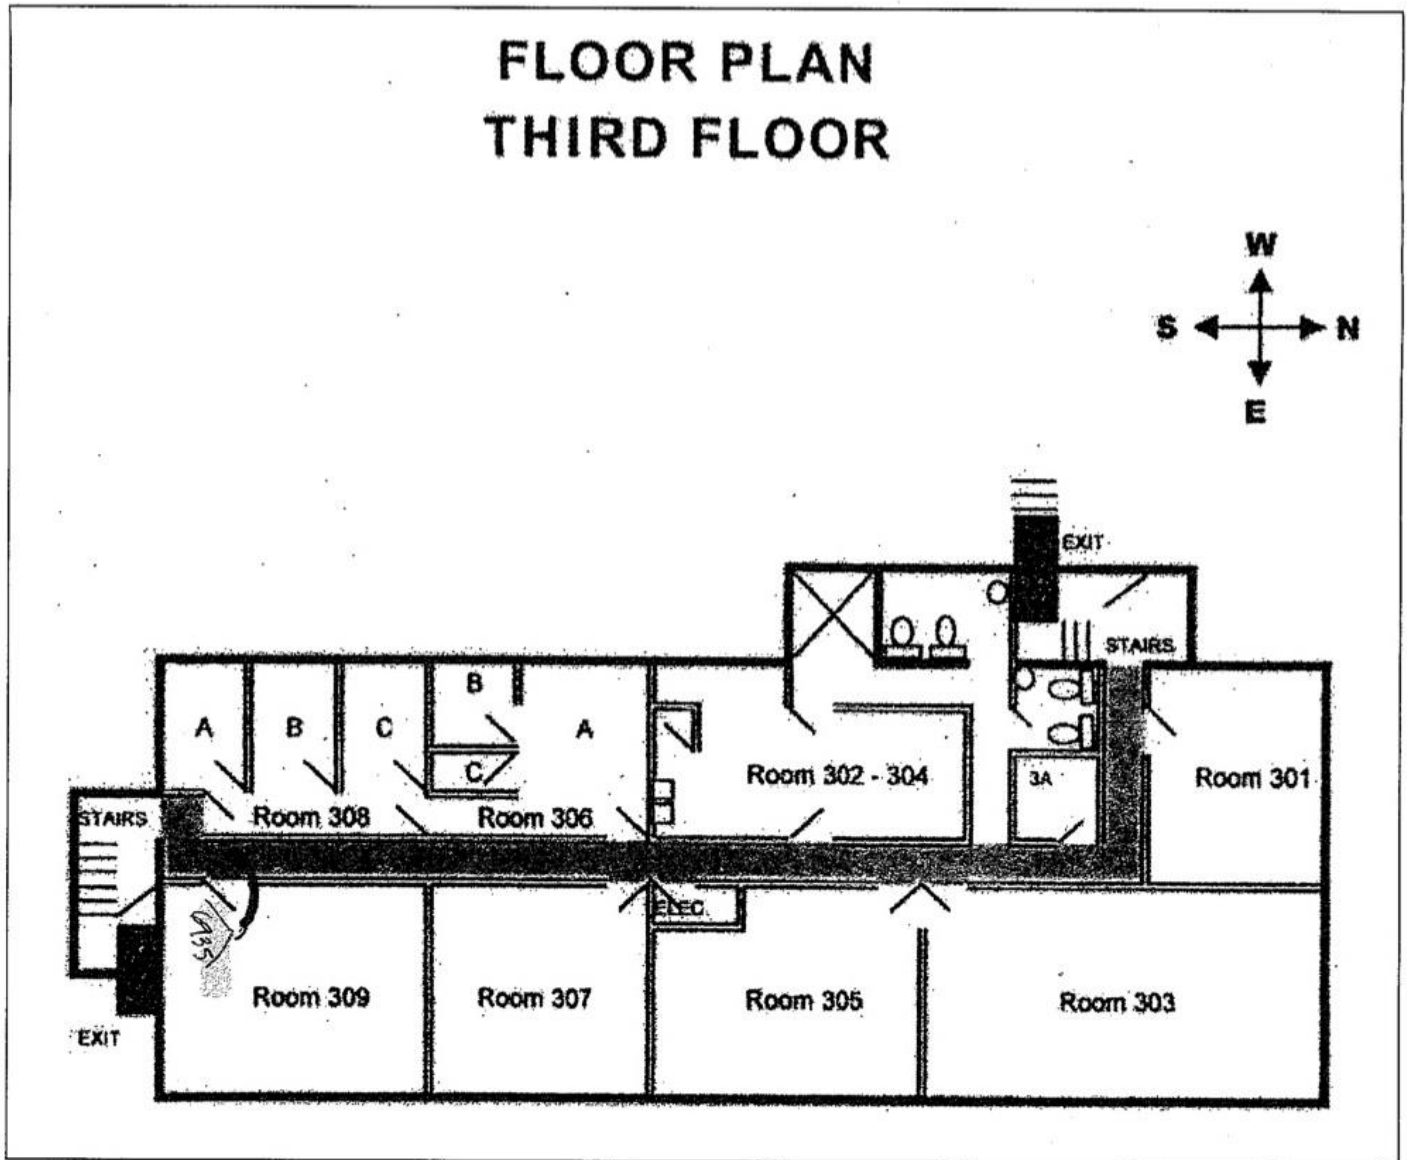 FLOOR PLAN
THIRD FLOOR
W
S N
E
EXIT
STAIRS
B
A B C A
C
Room 302 - 304
3A
Room 301
STAIRS
Room 308
Room 306
ELEC
Room 309
Room 307
Room 305
Room 303
EXIT